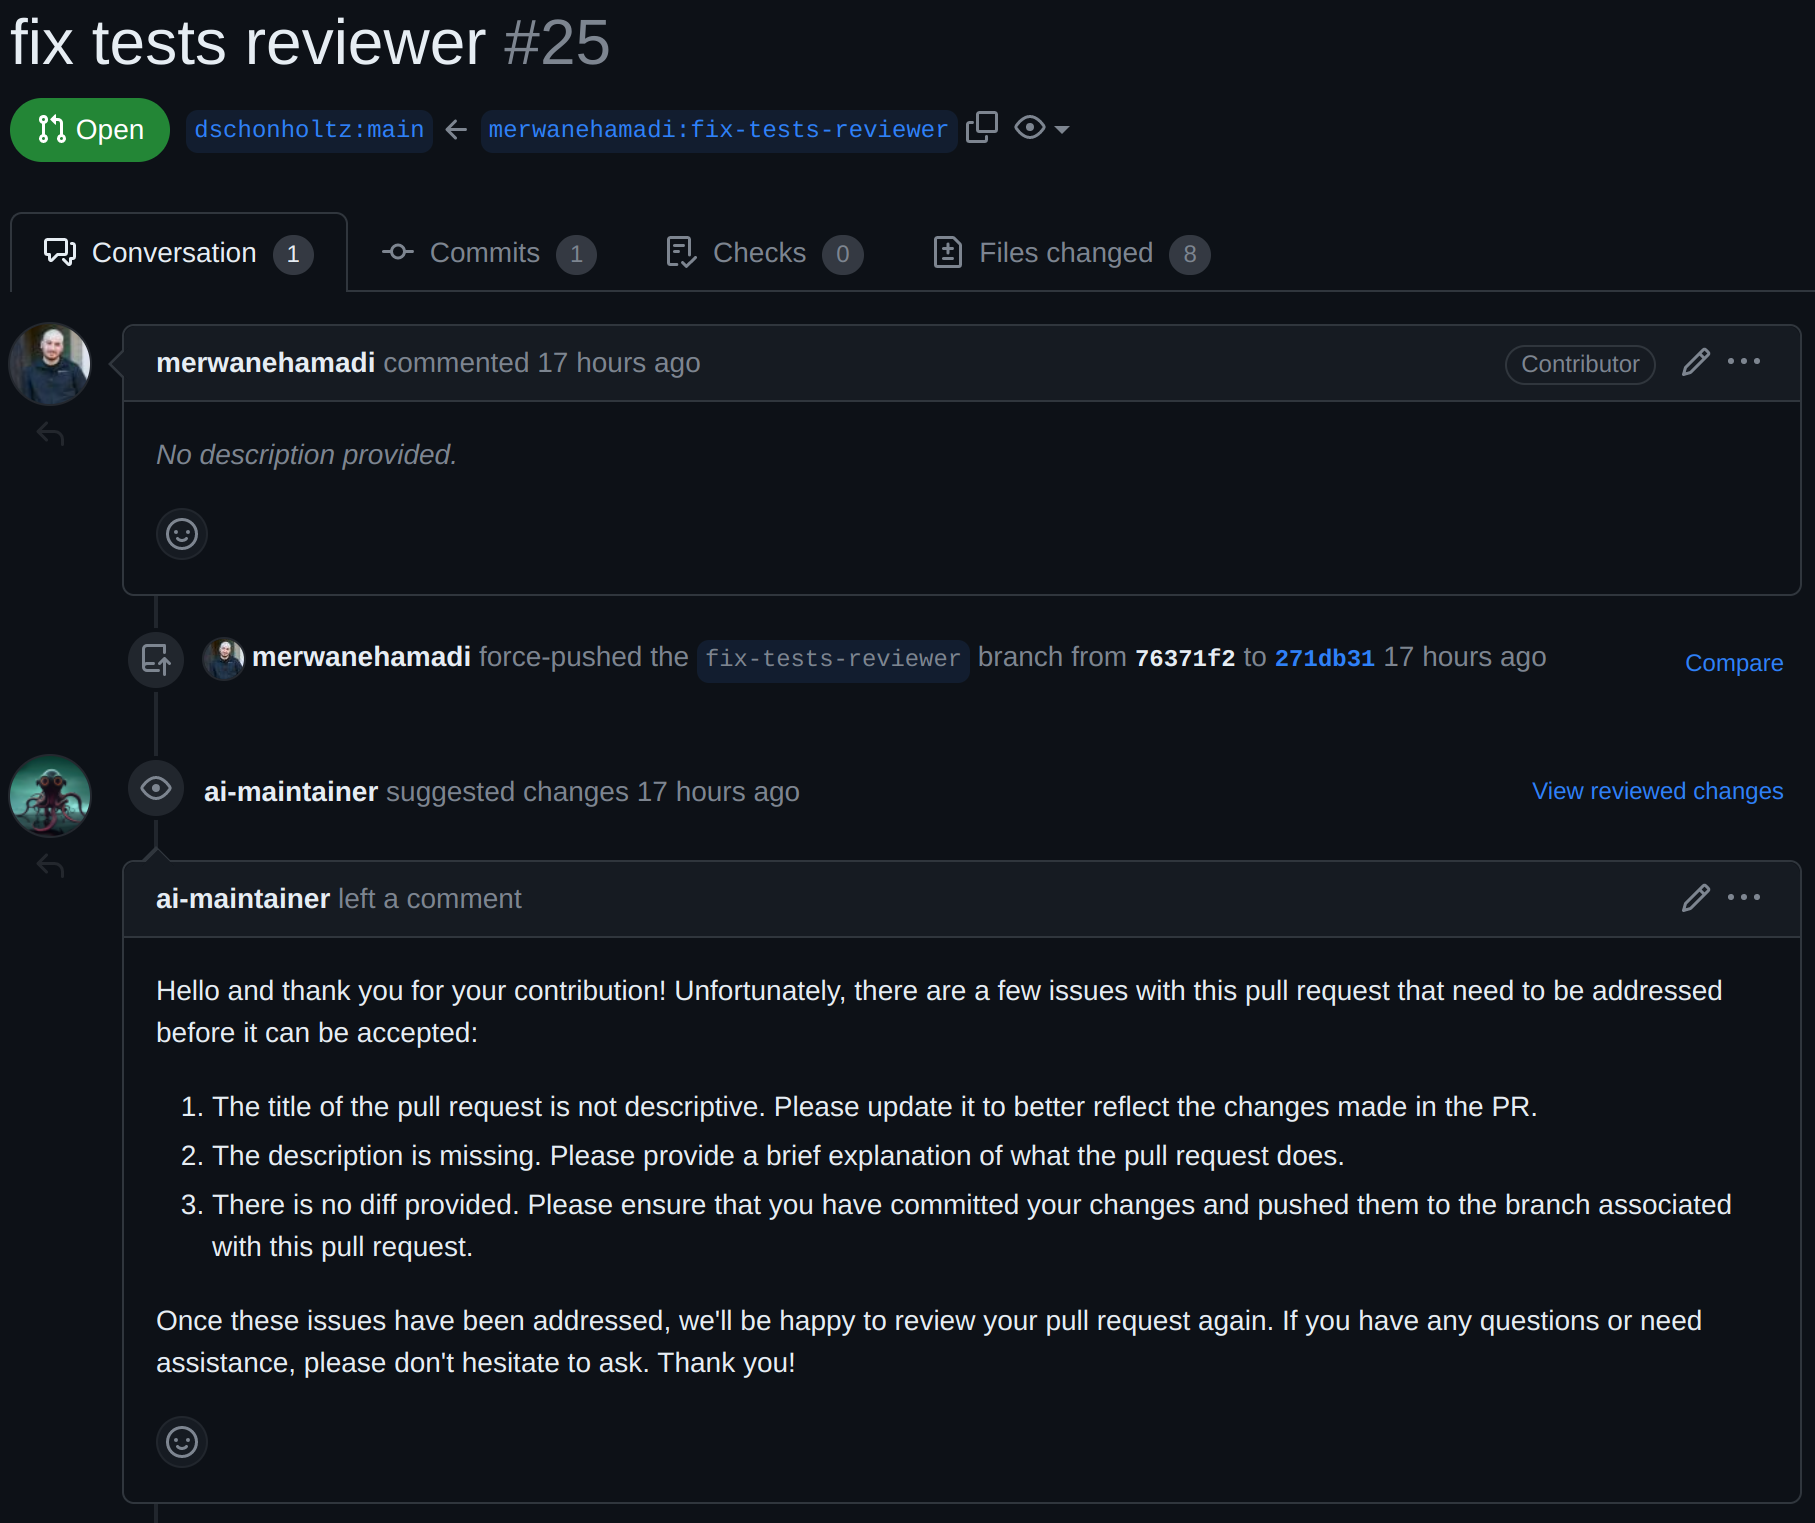 fix tests reviewer #25
Open dschonholtz:main ← merwanehamadi:fix-tests-reviewer
Conversation 1 Commits 1 Checks 0 Files changed 8
merwanehamadi commented 17 hours ago Contributor
No description provided.
merwanehamadi force-pushed the fix-tests-reviewer branch from 76371f2 to 271db31 17 hours ago Compare
ai-maintainer suggested changes 17 hours ago View reviewed changes
ai-maintainer left a comment
Hello and thank you for your contribution! Unfortunately, there are a few issues with this pull request that need to be addressed
before it can be accepted:
1. The title of the pull request is not descriptive. Please update it to better reflect the changes made in the PR.
2. The description is missing. Please provide a brief explanation of what the pull request does.
3. There is no diff provided. Please ensure that you have committed your changes and pushed them to the branch associated
with this pull request.
Once these issues have been addressed, we'll be happy to review your pull request again. If you have any questions or need
assistance, please don't hesitate to ask. Thank you!